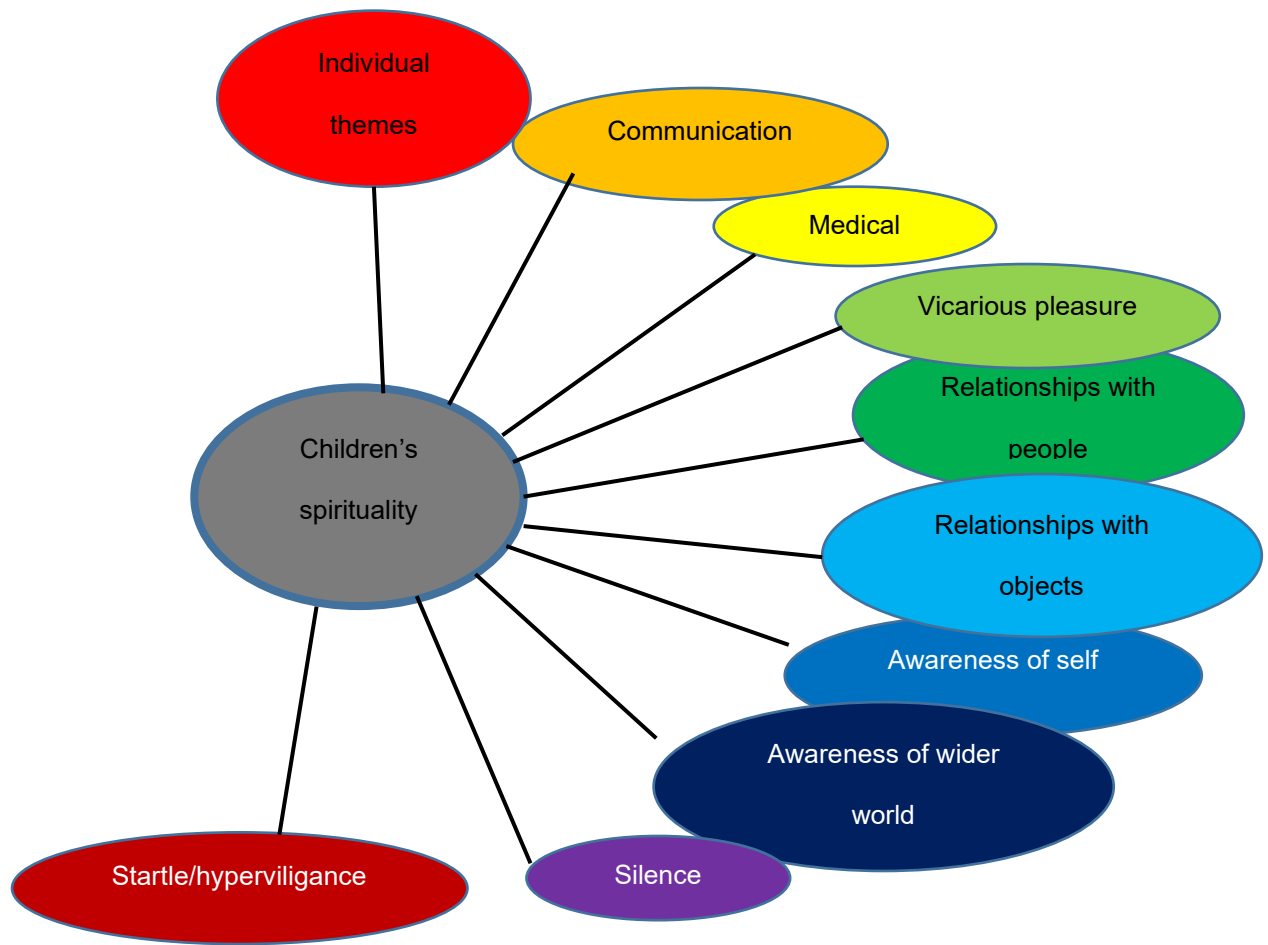 Individual
themes
Communication
Medical
Vicarious pleasure
Relationships with
people
Children’s
spirituality
Relationships with
objects
Awareness of self
Awareness of wider
world
Silence
Startle/hyperviligance